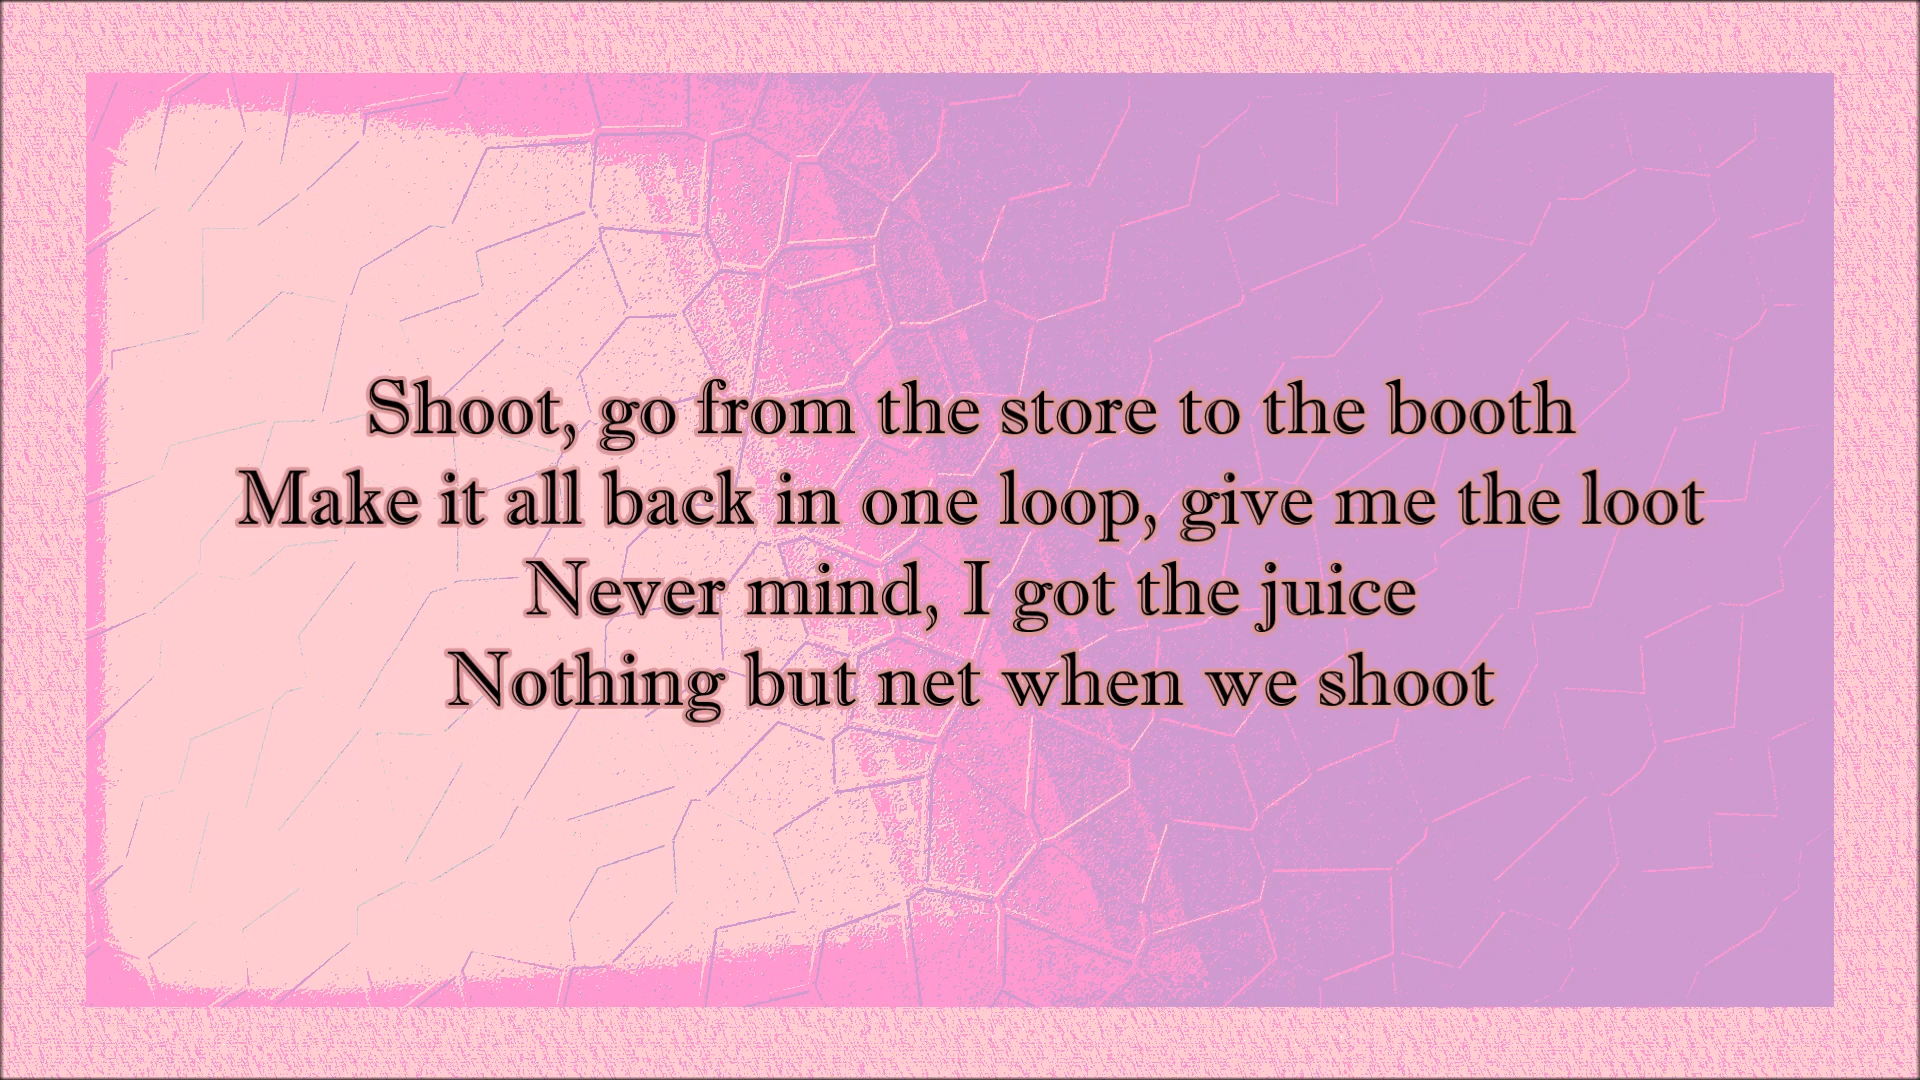 Shoot, go from the store to the booth
Make it all back in one loop, give me the loot
Never mind, I got the juice
Nothing but net when we shoot